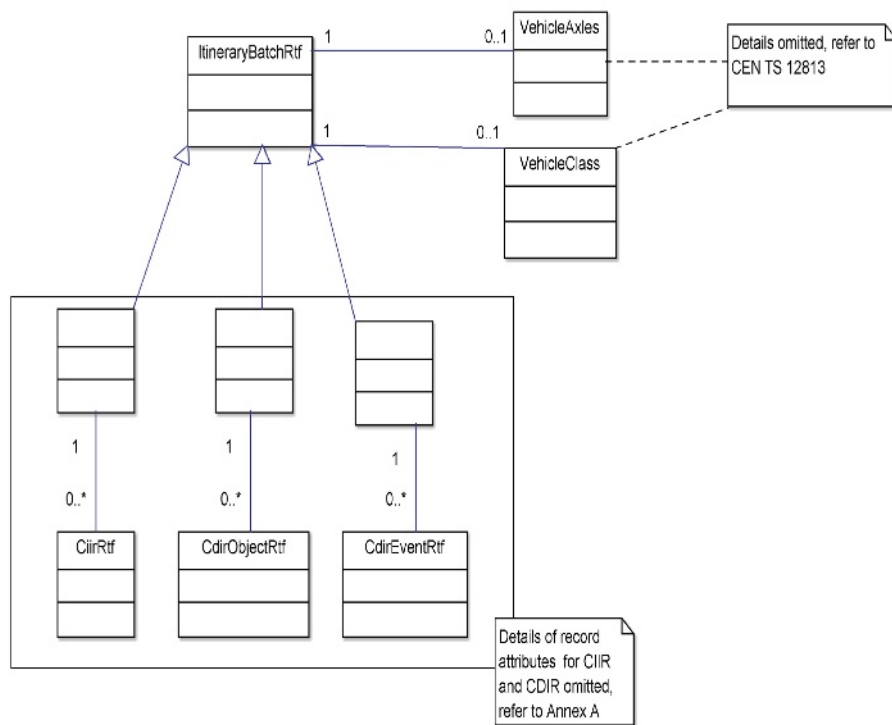 ItineraryBatchRtf
1
0..1
VehicleAxles
Details omitted, refer to
CEN TS 12813
1
0..1
VehicleClass
1
0..*
1
0..*
1
0..*
CiirRtf
CdirObjectRtf
CdirEventRtf
Details of record
attributes for CIIR
and CDIR omitted,
refer to Annex A